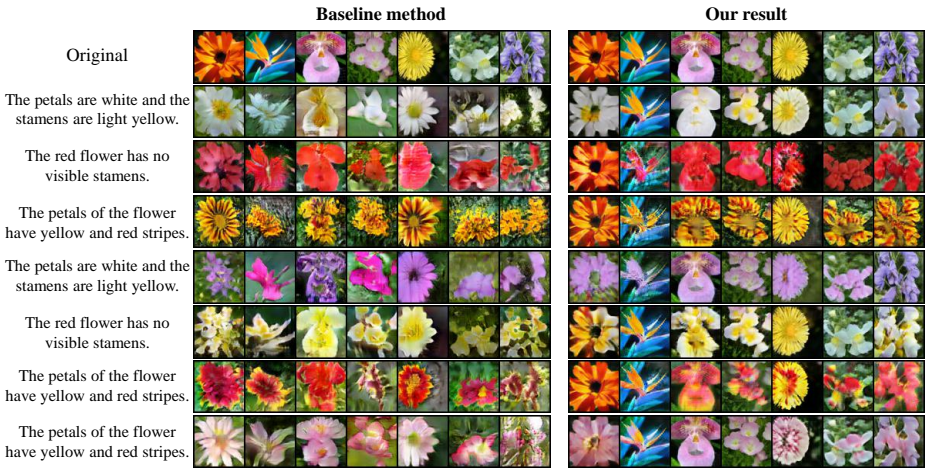 Baseline method
Our result
Original
The petals are white and the
stamens are light yellow.
The red flower has no
visible stamens.
The petals of the flower
have yellow and red stripes.
The petals are white and the
stamens are light yellow.
The red flower has no
visible stamens.
The petals of the flower
have yellow and red stripes.
The petals of the flower
have yellow and red stripes.